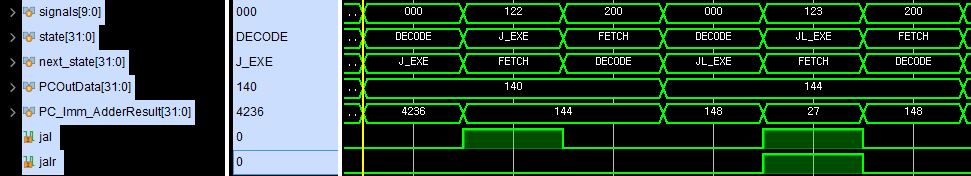 signals[9:0] 000 .. 000 122 200 000 123 200
state[31:0] DECODE .. DECODE J_EXE FETCH DECODE JL_EXE FETCH
next_state[31:0] J_EXE .. J_EXE FETCH DECODE JL_EXE FETCH DECODE
PCOutData[31:0] 140 .. 140 144
PC_Imm_AdderResult[31:0] 4236 .. 4236 144 148 27 148
jal 0
jalr 0